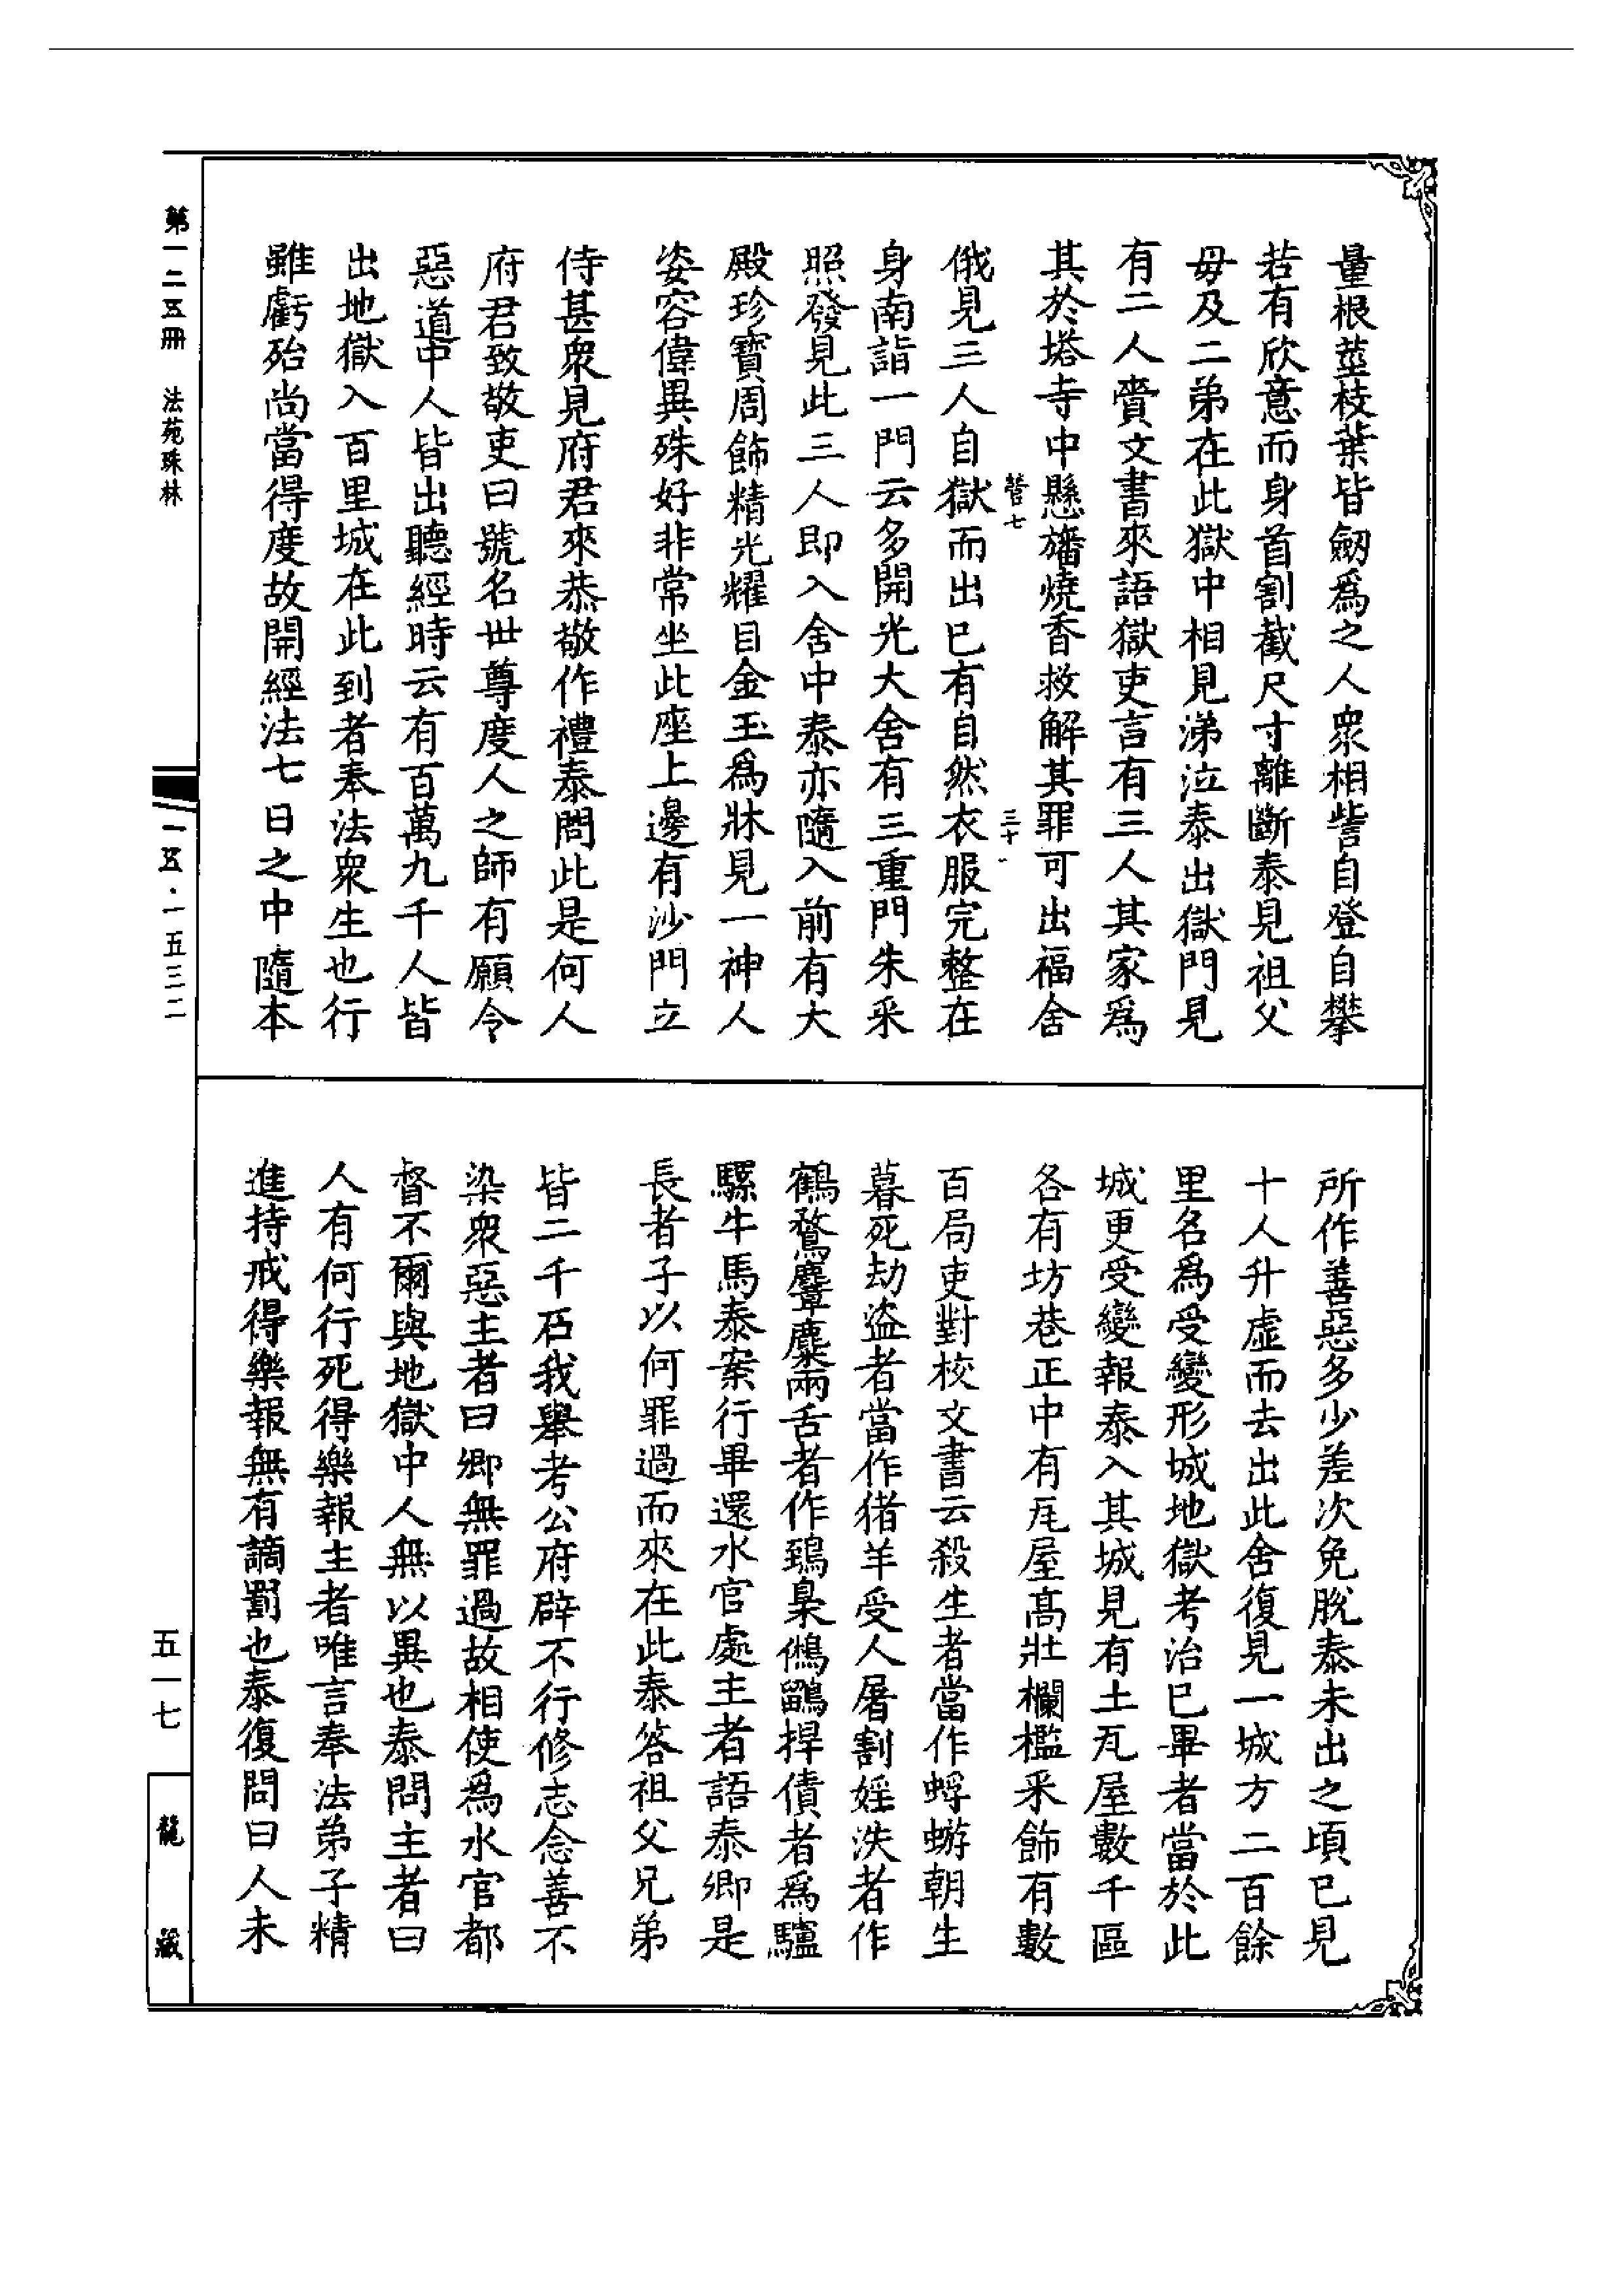 量根莖枝葉皆劒爲之人衆相訾自登自攀
若有欣意而身首割截尺寸離斷泰見祖父
母及二弟在此獄中相見涕泣泰出獄門見
有二人賫文書來語獄吏言有三人其家爲
其於塔寺中懸旛燒香救解其罪可出福舍
俄見三人自獄而出已有自然衣服完整在
身南詣一門云多開光大舍有三重門朱采
照發見此三人即入舍中泰亦隨入前有大
殿珍寶周飾精光耀目金玉爲牀見一神人
姿容偉異殊好非常坐此座上邊有沙門立
侍甚衆見府君來恭敬作禮泰問此是何人
府君致敬吏曰號名世尊度人之師有願令
惡道中人皆出聽經時云有百萬九千人皆
出地獄入百里城在此到者奉法衆生也行
雖虧殆尚當得度故開經法七日之中隨本
所作善惡多少差次免脫泰未出之頃已見
十人升虛而去出此舍復見一城方二百餘
里名爲受變形城地獄考治已畢者當於此
城更受變報泰入其城見有土瓦屋數千區
各有坊巷正中有瓦屋高壯欄檻采飾有數
百局吏對校文書云殺生者當作蜉蝣朝生
暮死劫盜者當作猪羊受人屠割婬泆者作
鶴鶩麞麋兩舌者作鵄梟鵂鶹捍債者爲驢
騾牛馬泰案行畢還水官處主者語泰卿是
長者子以何罪過而來在此泰答祖父兄弟
皆二千石我舉考公府辟不行修志念善不
染衆惡主者曰卿無罪過故相使爲水官都
督不爾與地獄中人無以異也泰問主者曰
人有何行死得樂報主者唯言奉法弟子精
進持戒得樂報無有謫罰也泰復問曰人未
第一二五冊 法苑珠林
一五·一五三二
五一七
龍藏
三十